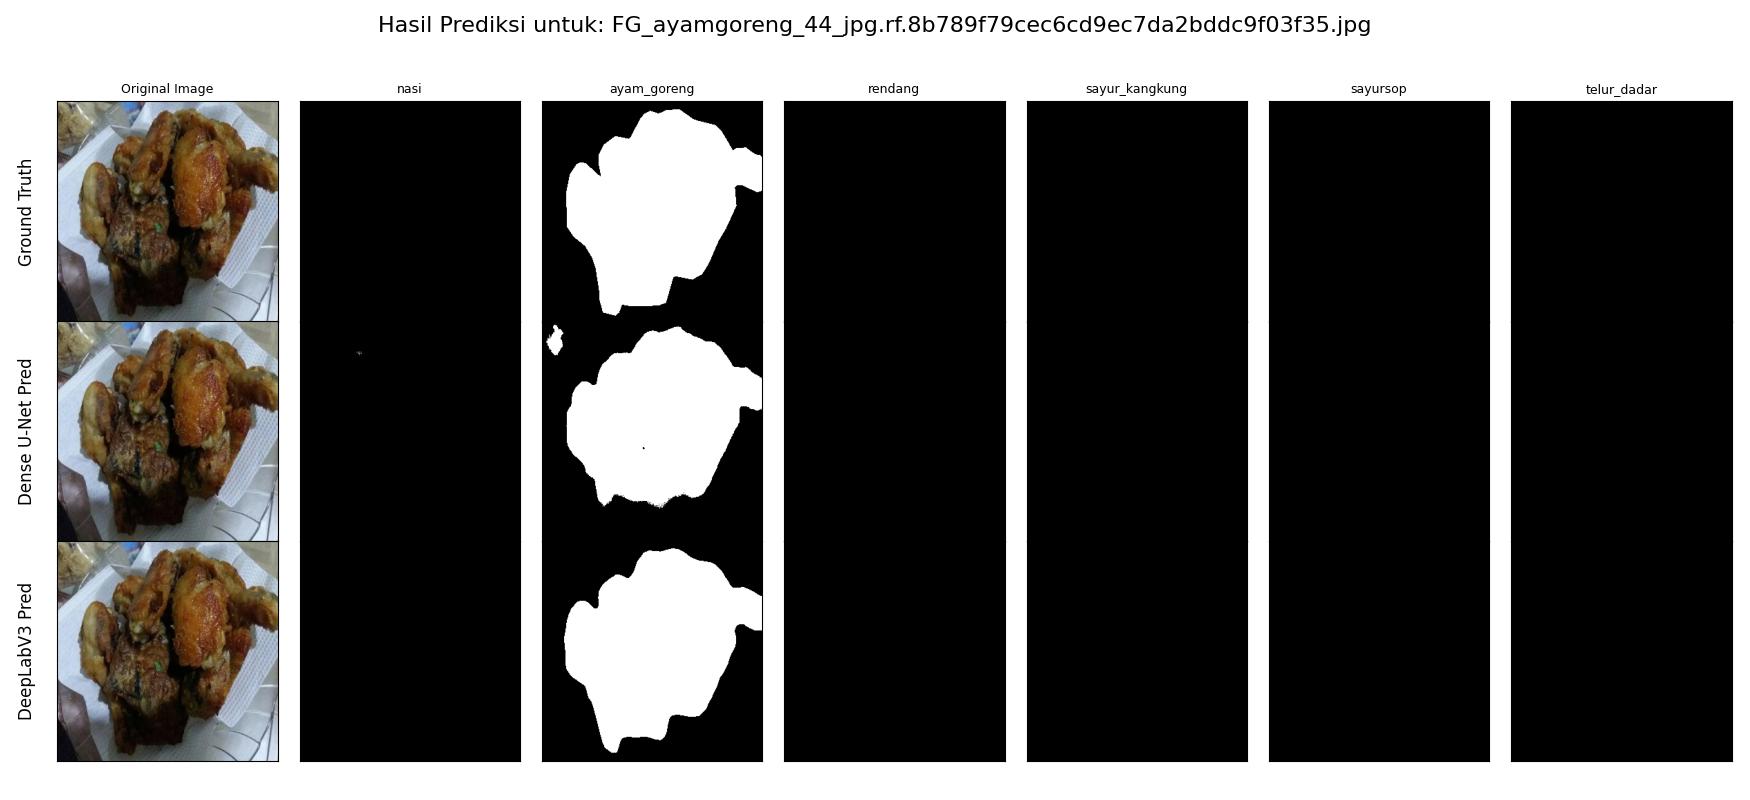 Hasil Prediksi untuk: FG_ayamgoreng_44_jpg.rf.8b789f79cec6cd9ec7da2bddc9f03f35.jpg
Original Image
nasi
ayam_goreng
rendang
sayur_kangkung
sayursop
telur_dadar
Ground Truth
Dense U-Net Pred
DeepLabV3 Pred